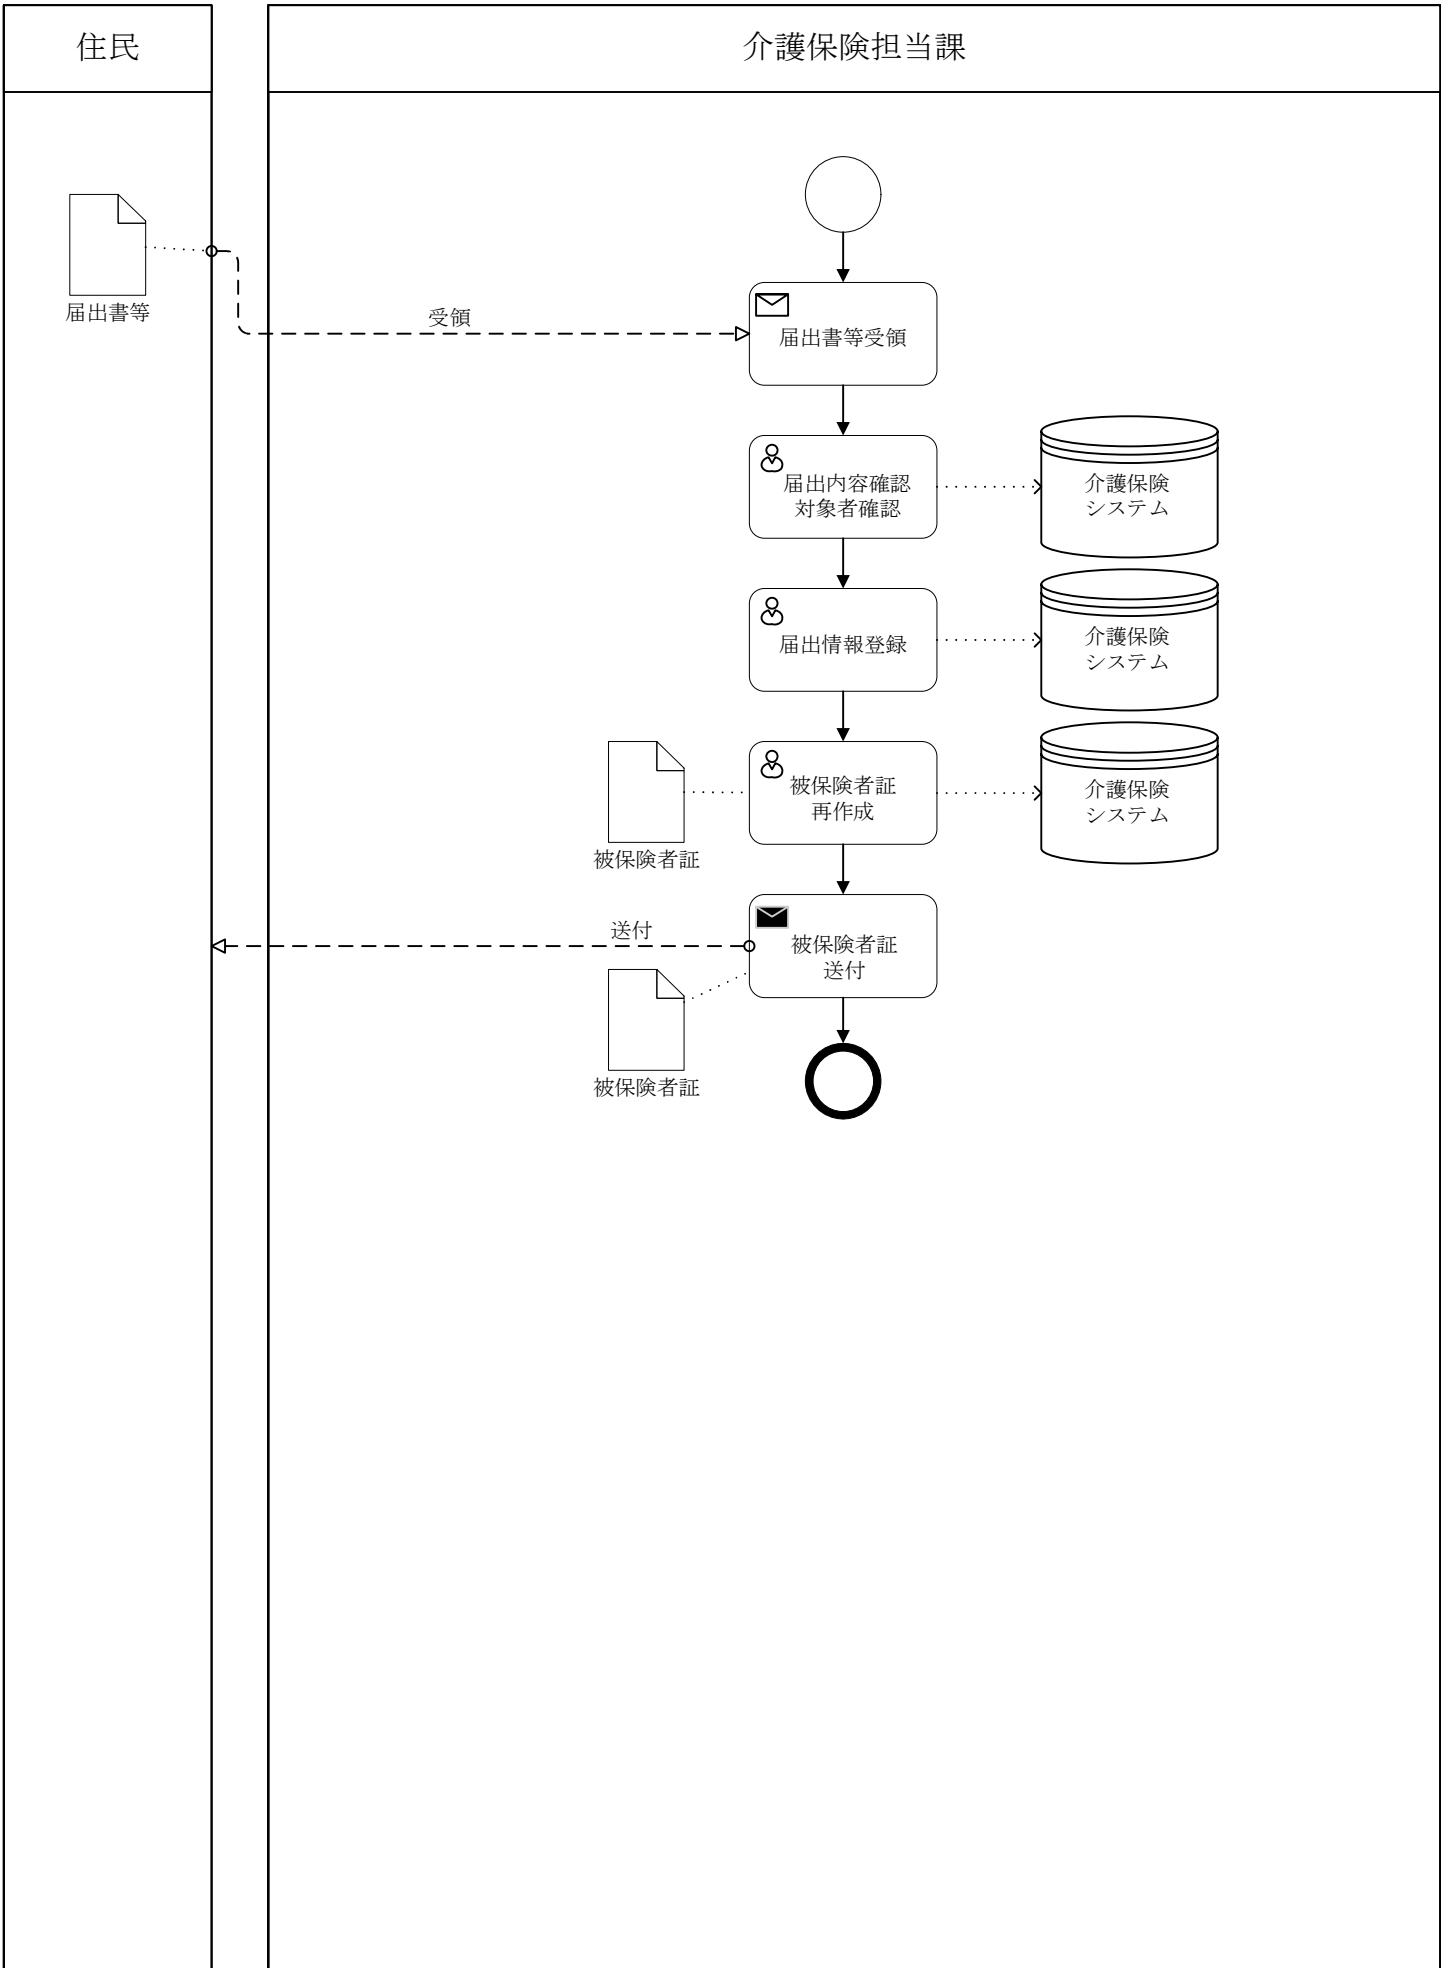 住民
介護保険担当課
届出書等
受領
届出書等受領
届出内容確認
対象者確認
介護保険
システム
届出情報登録
介護保険
システム
被保険者証
被保険者証
再作成
介護保険
システム
送付
被保険者証
送付
被保険者証